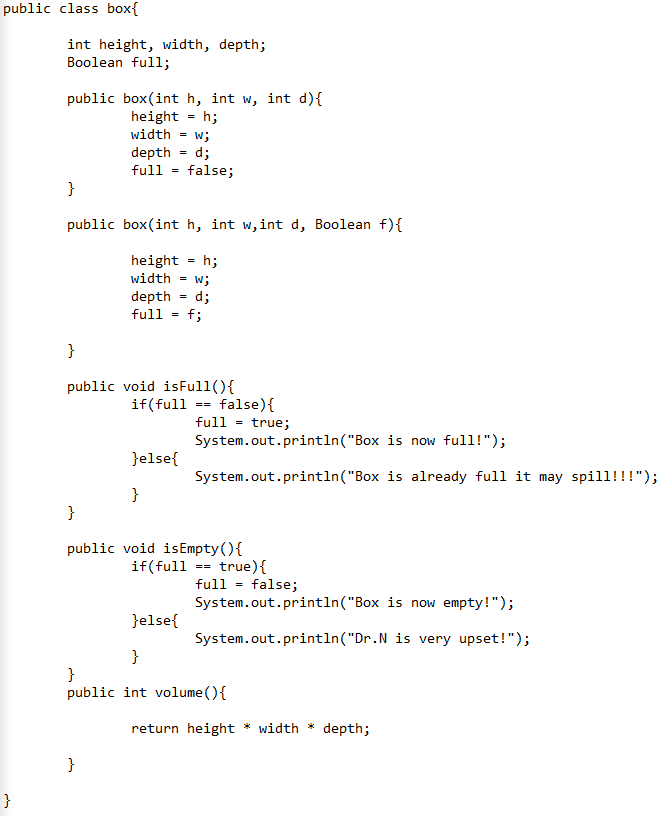 public class box{
int height, width, depth;
Boolean full;
public box(int h, int w, int d){
height = h;
width = w;
depth = d;
full = false;
}
public box(int h, int w,int d, Boolean f){
height = h;
width = w;
depth = d;
full = f;
}
public void isFull(){
if(full == false){
full = true;
System.out.println("Box is now full!");
}else{
System.out.println("Box is already full it may spill!!!");
}
}
public void isEmpty(){
if(full == true){
full = false;
System.out.println("Box is now empty!");
}else{
System.out.println("Dr.N is very upset!");
}
}
public int volume(){
return height * width * depth;
}
}